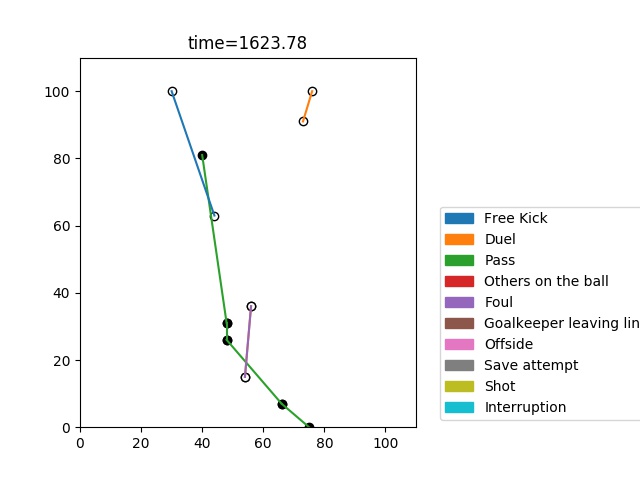 time=1623.78
100
80
60
40
20
0
0 20 40 60 80 100
Free Kick
Duel
Pass
Others on the ball
Foul
Goalkeeper leaving lin
Offside
Save attempt
Shot
Interruption